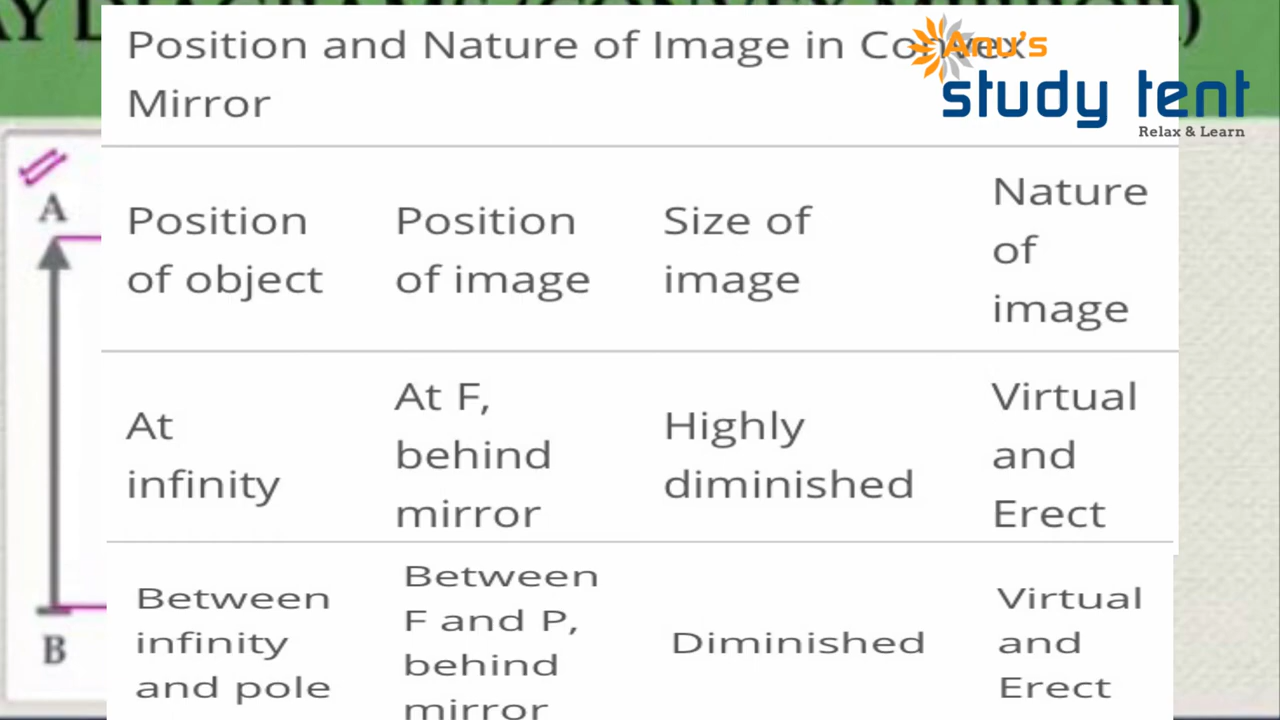 Position and Nature of Image in Convex
Mirror
Anu's
study tent
Relax & Learn
A
B
Position
of object
Position
of image
Size of
image
Nature
of
image
At
infinity
At F,
behind
mirror
Highly
diminished
Virtual
and
Erect
Between
infinity
and pole
Between
F and P,
behind
mirror
Diminished
Virtual
and
Erect